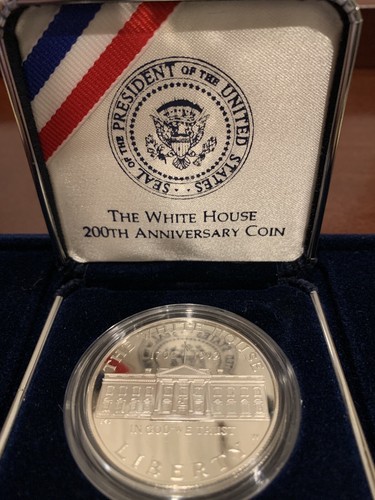 SEAL OF THE PRESIDENT OF THE UNITED STATES
THE WHITE HOUSE
200TH ANNIVERSARY COIN
THE WHITE HOUSE
IN GOD WE TRUST
LIBERTY